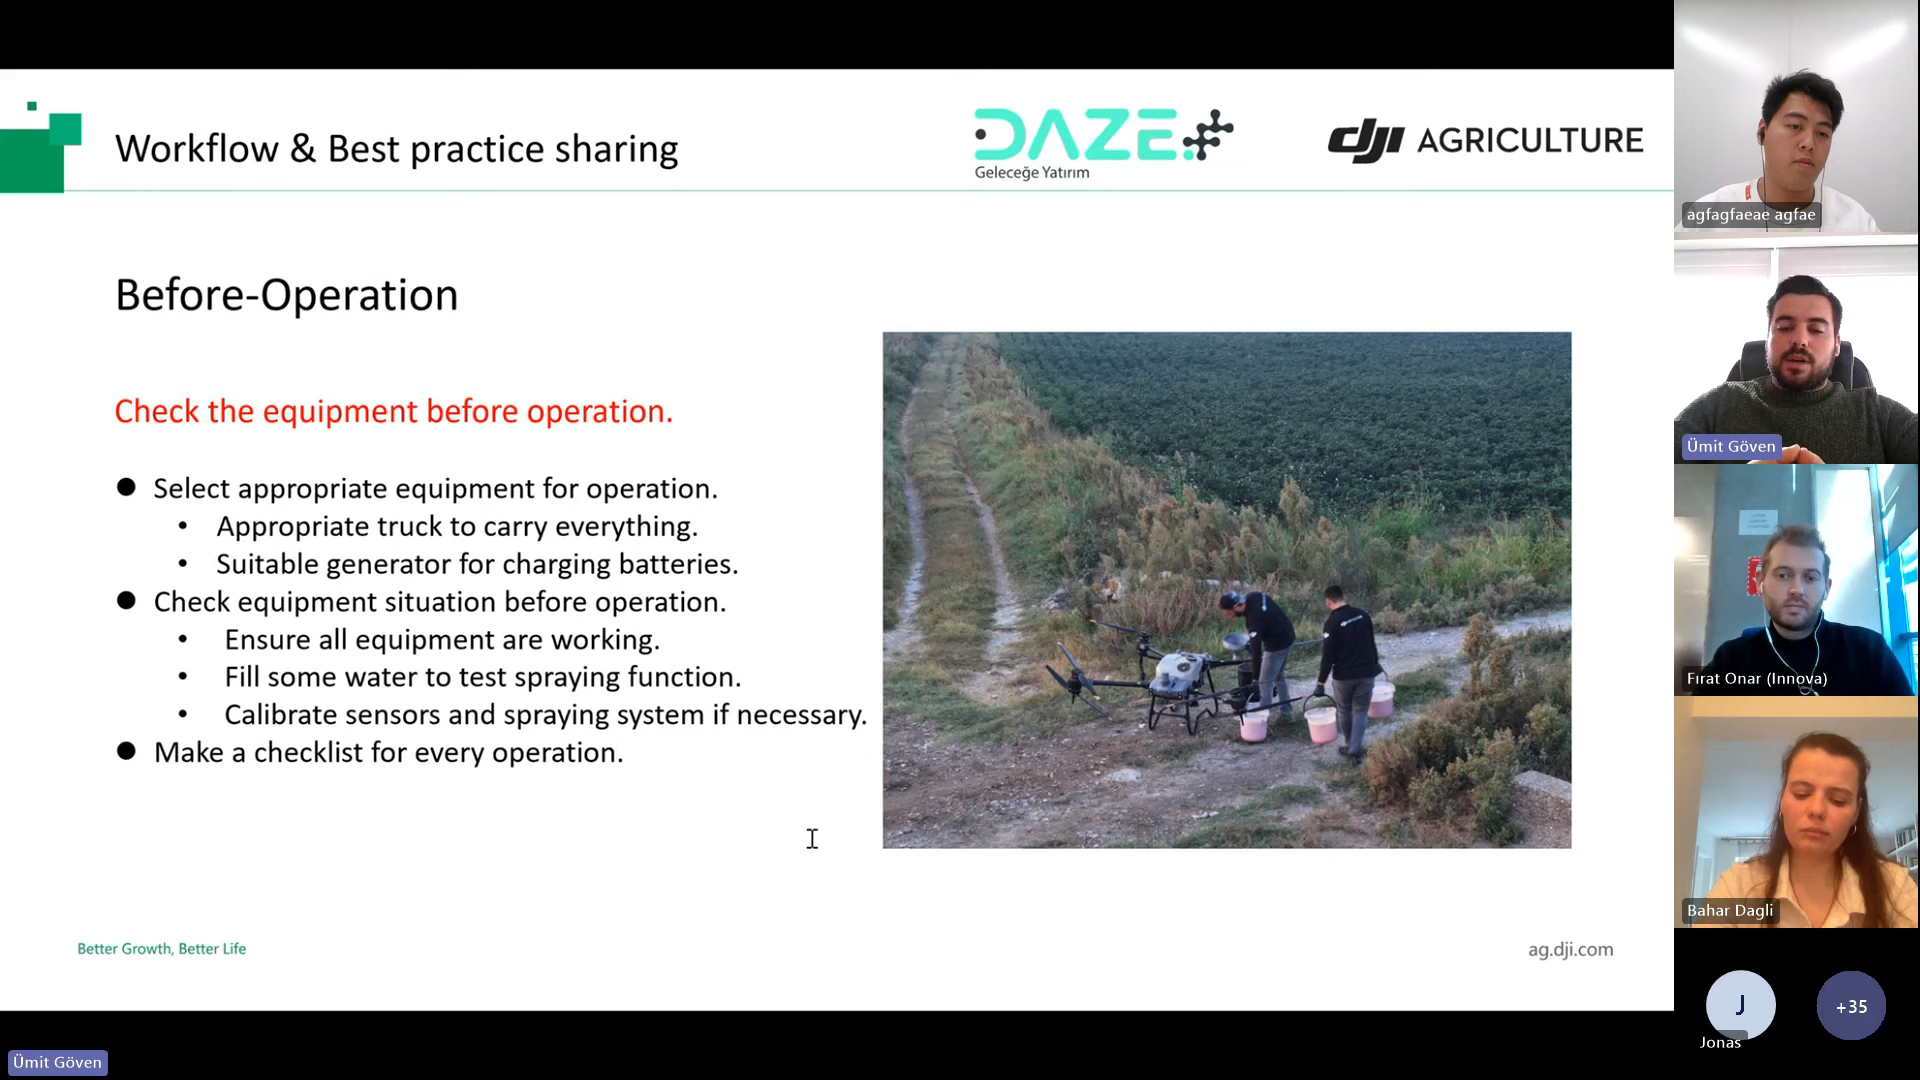 Workflow & Best practice sharing
DAZE
Geleceğe Yatırım
dji AGRICULTURE
Before-Operation
Check the equipment before operation.
● Select appropriate equipment for operation.
• Appropriate truck to carry everything.
• Suitable generator for charging batteries.
● Check equipment situation before operation.
• Ensure all equipment are working.
• Fill some water to test spraying function.
• Calibrate sensors and spraying system if necessary.
● Make a checklist for every operation.
Better Growth, Better Life
ag.dji.com
Ümit Göven
agfagfaeae agfae
Ümit Göven
Fırat Onar (Innova)
Bahar Dagli
J
Jonas
+35